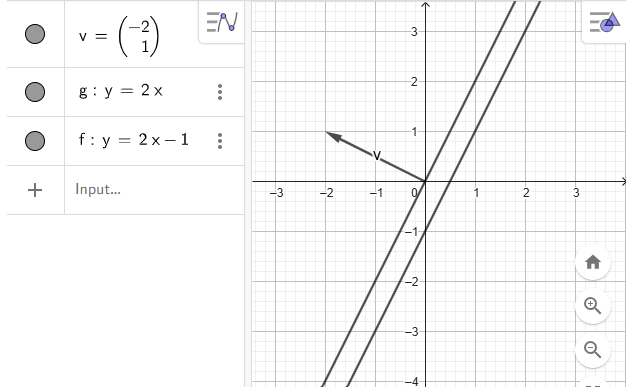 v = (−2
1)
g : y = 2 x
f : y = 2 x − 1
+ Input...
3
2
1
v
−3 −2 −1 0 1 2 3
−1
−2
−3
−4